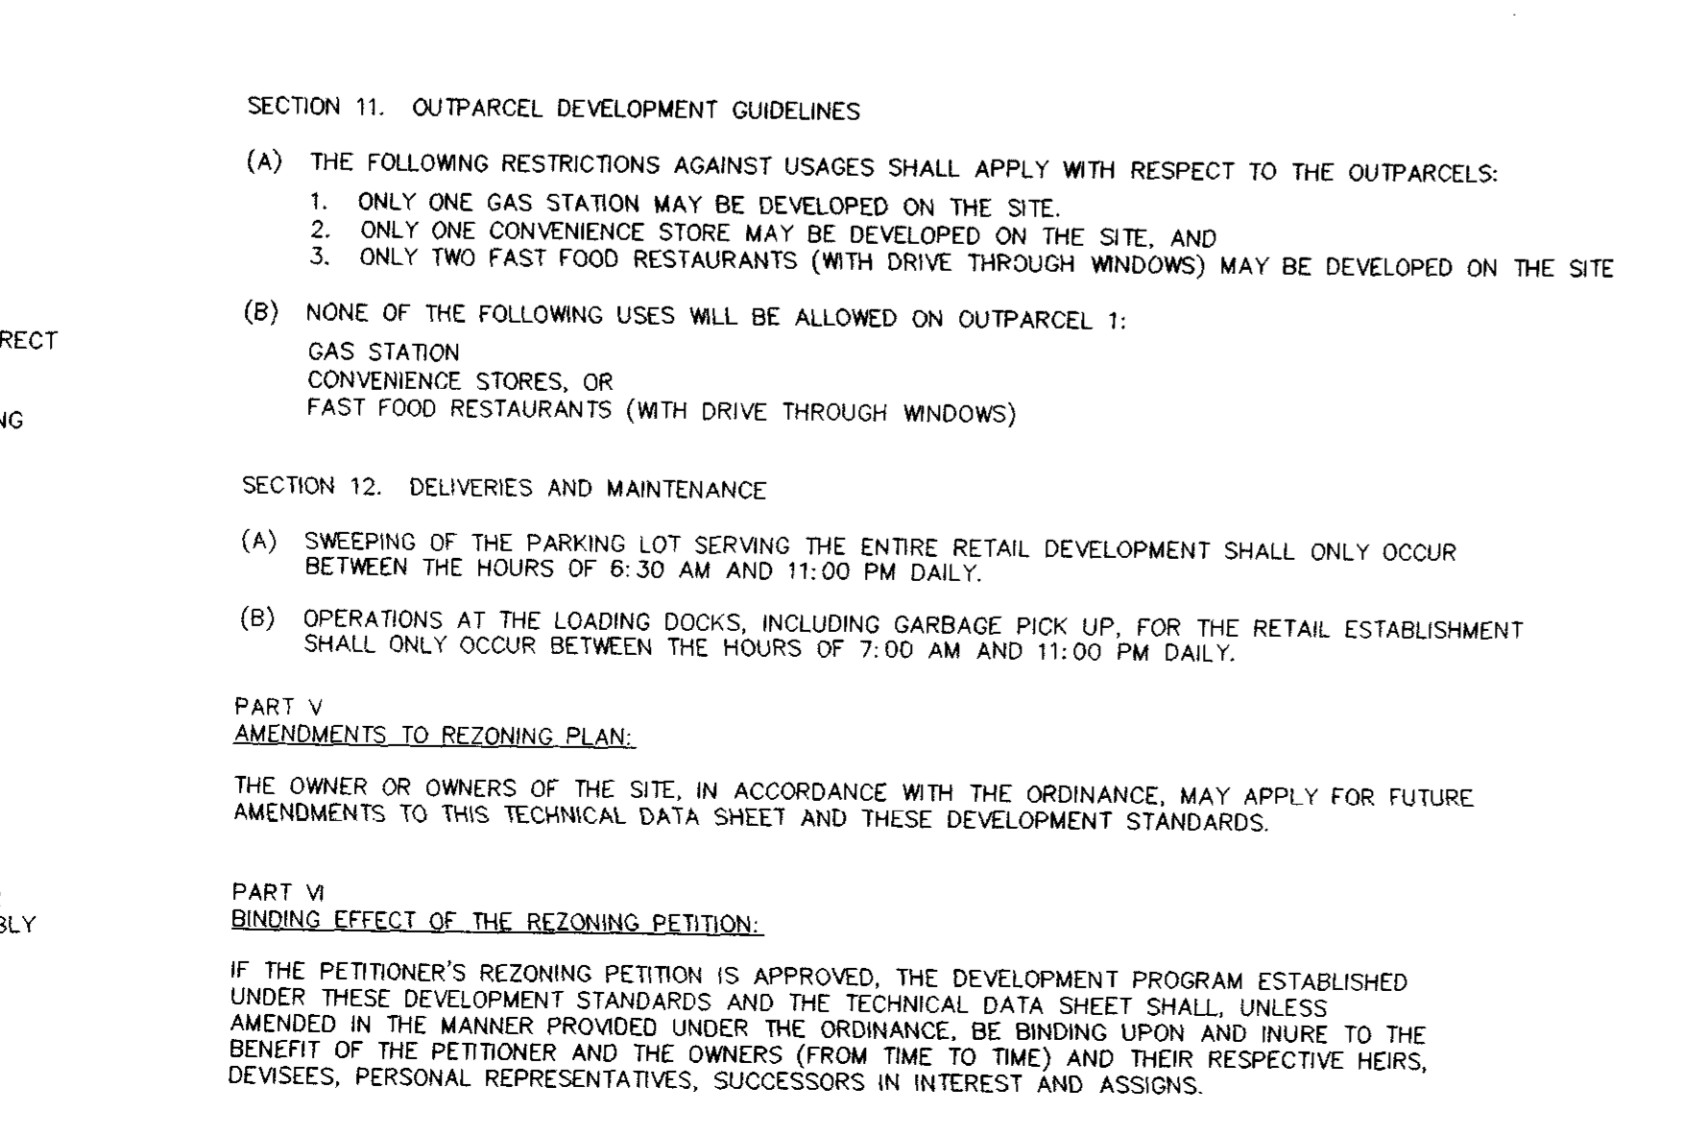 SECTION 11. OUTPARCEL DEVELOPMENT GUIDELINES
(A) THE FOLLOWING RESTRICTIONS AGAINST USAGES SHALL APPLY WITH RESPECT TO THE OUTPARCELS:
1. ONLY ONE GAS STATION MAY BE DEVELOPED ON THE SITE.
2. ONLY ONE CONVENIENCE STORE MAY BE DEVELOPED ON THE SITE, AND
3. ONLY TWO FAST FOOD RESTAURANTS (WITH DRIVE THROUGH WINDOWS) MAY BE DEVELOPED ON THE SITE
(B) NONE OF THE FOLLOWING USES WILL BE ALLOWED ON OUTPARCEL 1:
RECT
GAS STATION
CONVENIENCE STORES, OR
FAST FOOD RESTAURANTS (WITH DRIVE THROUGH WINDOWS)
NG
SECTION 12. DELIVERIES AND MAINTENANCE
(A) SWEEPING OF THE PARKING LOT SERVING THE ENTIRE RETAIL DEVELOPMENT SHALL ONLY OCCUR
BETWEEN THE HOURS OF 6:30 AM AND 11:00 PM DAILY.
(B) OPERATIONS AT THE LOADING DOCKS, INCLUDING GARBAGE PICK UP, FOR THE RETAIL ESTABLISHMENT
SHALL ONLY OCCUR BETWEEN THE HOURS OF 7:00 AM AND 11:00 PM DAILY.
PART V
AMENDMENTS TO REZONING PLAN:
THE OWNER OR OWNERS OF THE SITE, IN ACCORDANCE WITH THE ORDINANCE, MAY APPLY FOR FUTURE
AMENDMENTS TO THIS TECHNICAL DATA SHEET AND THESE DEVELOPMENT STANDARDS.
PART VI
BLY
BINDING EFFECT OF THE REZONING PETITION:
IF THE PETITIONER'S REZONING PETITION IS APPROVED, THE DEVELOPMENT PROGRAM ESTABLISHED
UNDER THESE DEVELOPMENT STANDARDS AND THE TECHNICAL DATA SHEET SHALL, UNLESS
AMENDED IN THE MANNER PROVIDED UNDER THE ORDINANCE, BE BINDING UPON AND INURE TO THE
BENEFIT OF THE PETITIONER AND THE OWNERS (FROM TIME TO TIME) AND THEIR RESPECTIVE HEIRS,
DEVISEES, PERSONAL REPRESENTATIVES, SUCCESSORS IN INTEREST AND ASSIGNS.